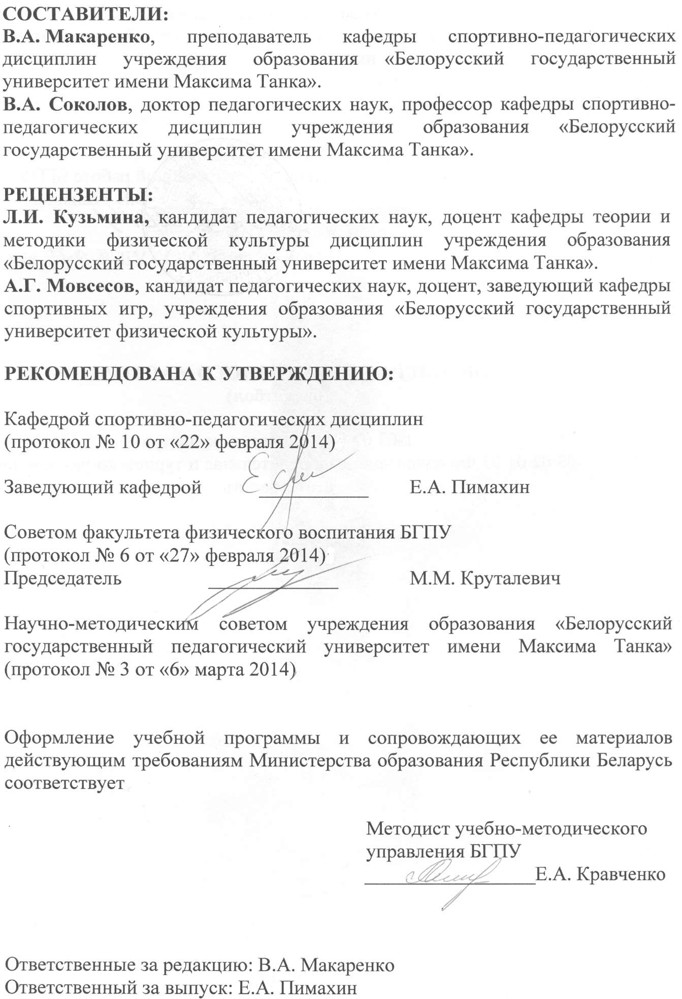 СОСТАВИТЕЛИ:
В.А. Макаренко, преподаватель кафедры спортивно-педагогических
дисциплин учреждения образования «Белорусский государственный
университет имени Максима Танка».
В.А. Соколов, доктор педагогических наук, профессор кафедры спортивно-
педагогических дисциплин учреждения образования «Белорусский
государственный университет имени Максима Танка».
РЕЦЕНЗЕНТЫ:
Л.И. Кузьмина, кандидат педагогических наук, доцент кафедры теории и
методики физической культуры дисциплин учреждения образования
«Белорусский государственный университет имени Максима Танка».
А.Г. Мовсесов, кандидат педагогических наук, доцент, заведующий кафедры
спортивных игр, учреждения образования «Белорусский государственный
университет физической культуры».
РЕКОМЕНДОВАНА К УТВЕРЖДЕНИЮ:
Кафедрой спортивно-педагогических дисциплин
(протокол № 10 от «22» февраля 2014)
Заведующий кафедрой Е.А. Пимахин
Советом факультета физического воспитания БГПУ
(протокол № 6 от «27» февраля 2014)
Председатель М.М. Круталевич
Научно-методическим советом учреждения образования «Белорусский
государственный педагогический университет имени Максима Танка»
(протокол № 3 от «6» марта 2014)
Оформление учебной программы и сопровождающих ее материалов
действующим требованиям Министерства образования Республики Беларусь
соответствует
Методист учебно-методического
управления БГПУ
Е.А. Кравченко
Ответственные за редакцию: В.А. Макаренко
Ответственный за выпуск: Е.А. Пимахин